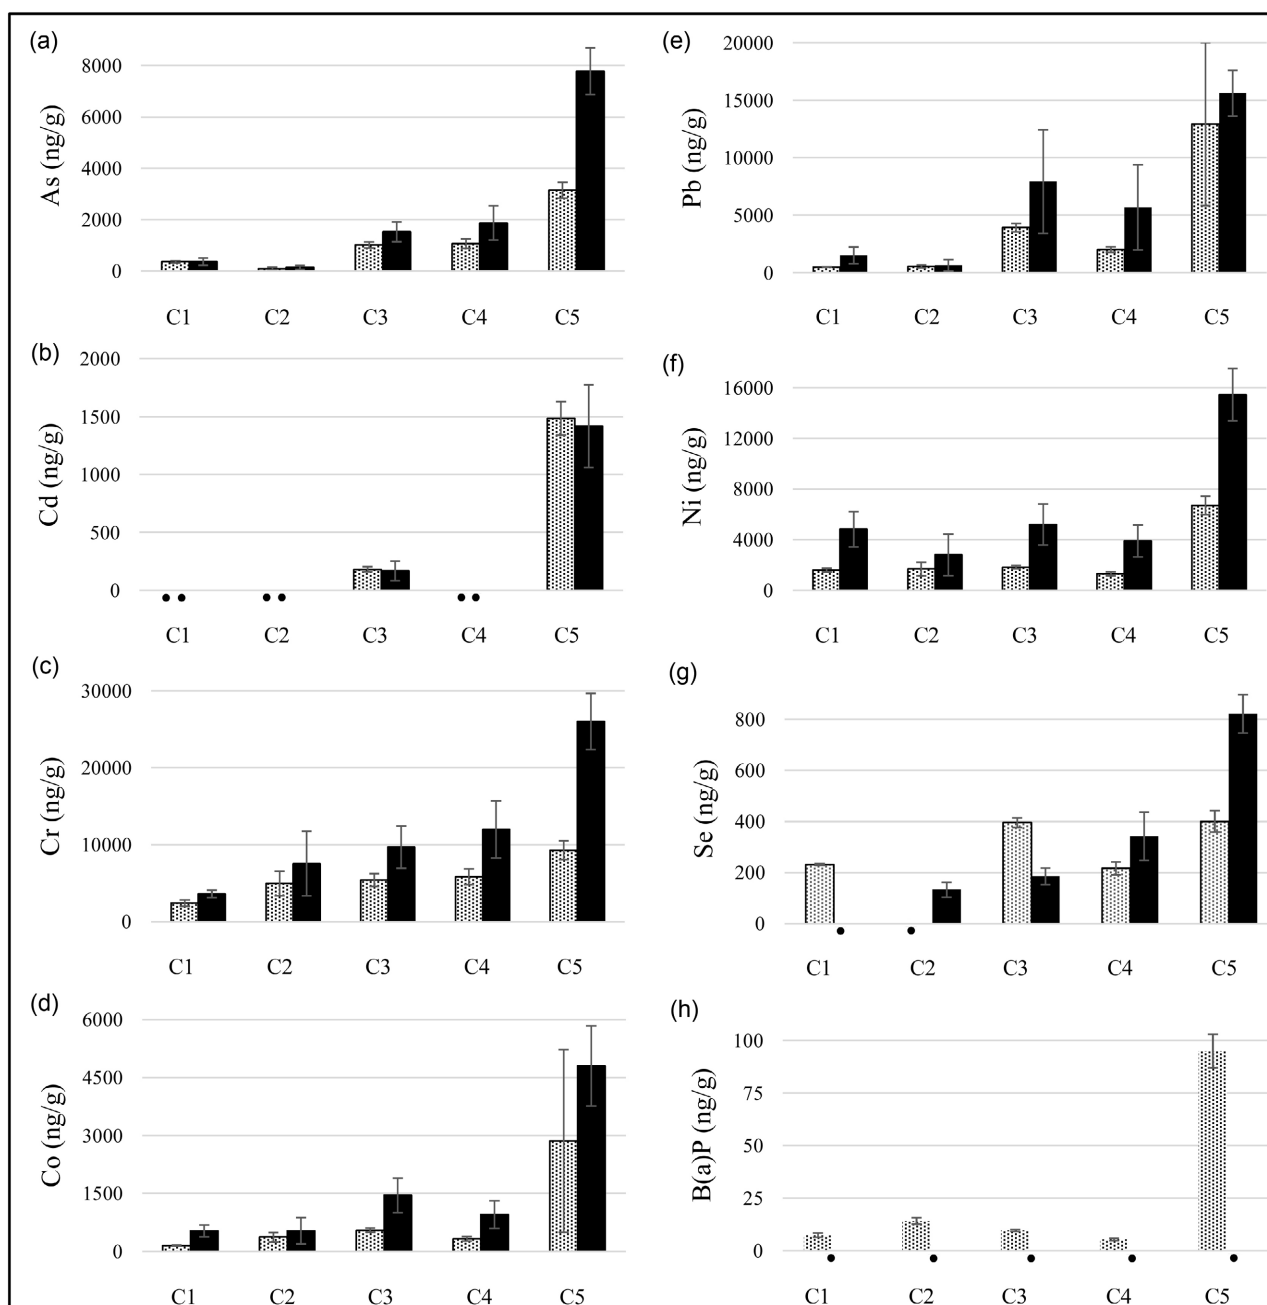 (a)
As (ng/g)
8000
6000
4000
2000
0
C1 C2 C3 C4 C5
(b)
Cd (ng/g)
2000
1500
1000
500
0
C1 C2 C3 C4 C5
(c)
Cr (ng/g)
30000
20000
10000
0
C1 C2 C3 C4 C5
(d)
Co (ng/g)
6000
4500
3000
1500
0
C1 C2 C3 C4 C5
(e)
Pb (ng/g)
20000
15000
10000
5000
0
C1 C2 C3 C4 C5
(f)
Ni (ng/g)
16000
12000
8000
4000
0
C1 C2 C3 C4 C5
(g)
Se (ng/g)
800
600
400
200
0
C1 C2 C3 C4 C5
(h)
B(a)P (ng/g)
100
75
50
25
0
C1 C2 C3 C4 C5